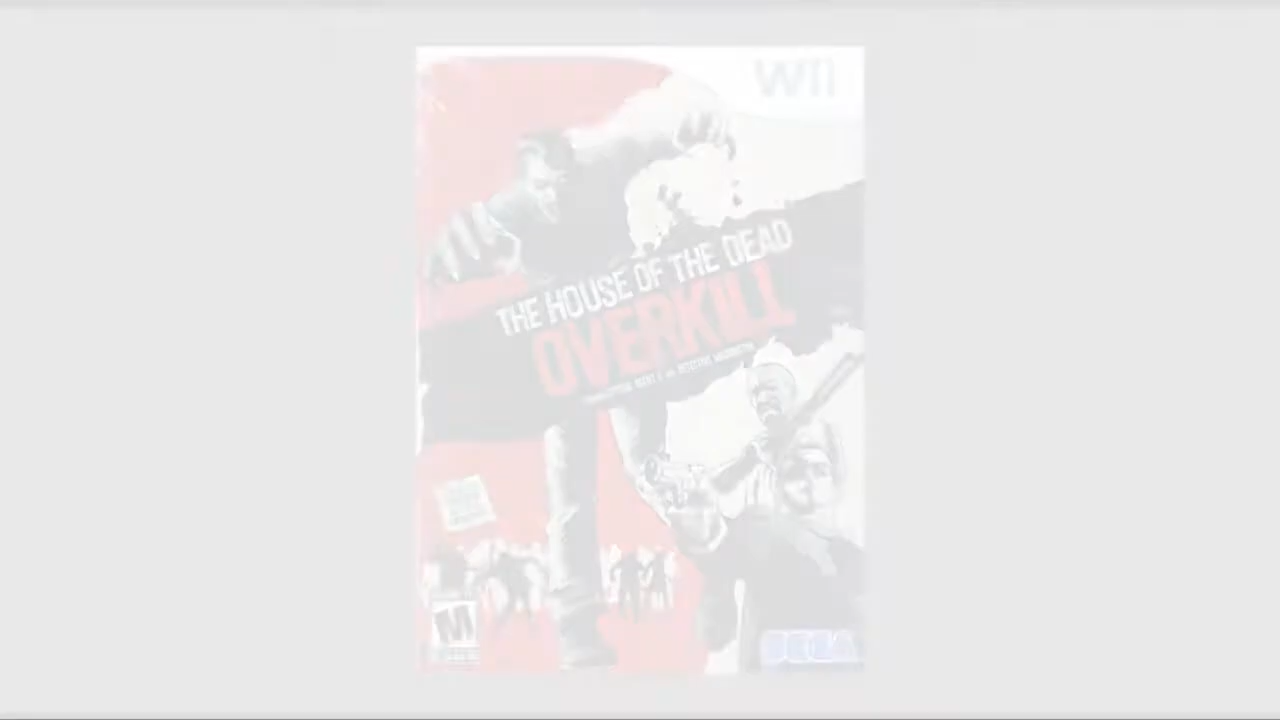 Wii
THE HOUSE OF THE DEAD
OVERKILL
M
SEGA